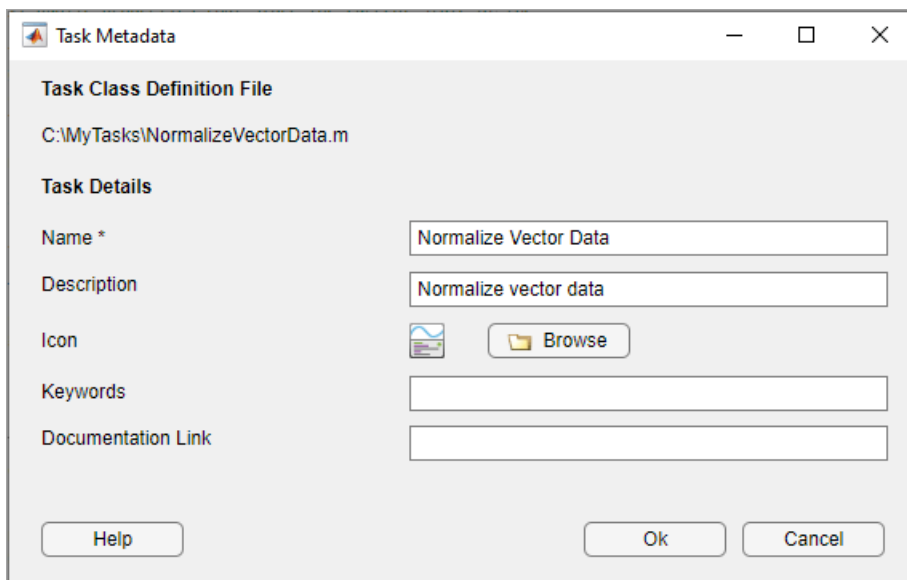 Task Metadata
Task Class Definition File
C:\MyTasks\NormalizeVectorData.m
Task Details
Name * Normalize Vector Data
Description Normalize vector data
Icon Browse
Keywords
Documentation Link
Help Ok Cancel